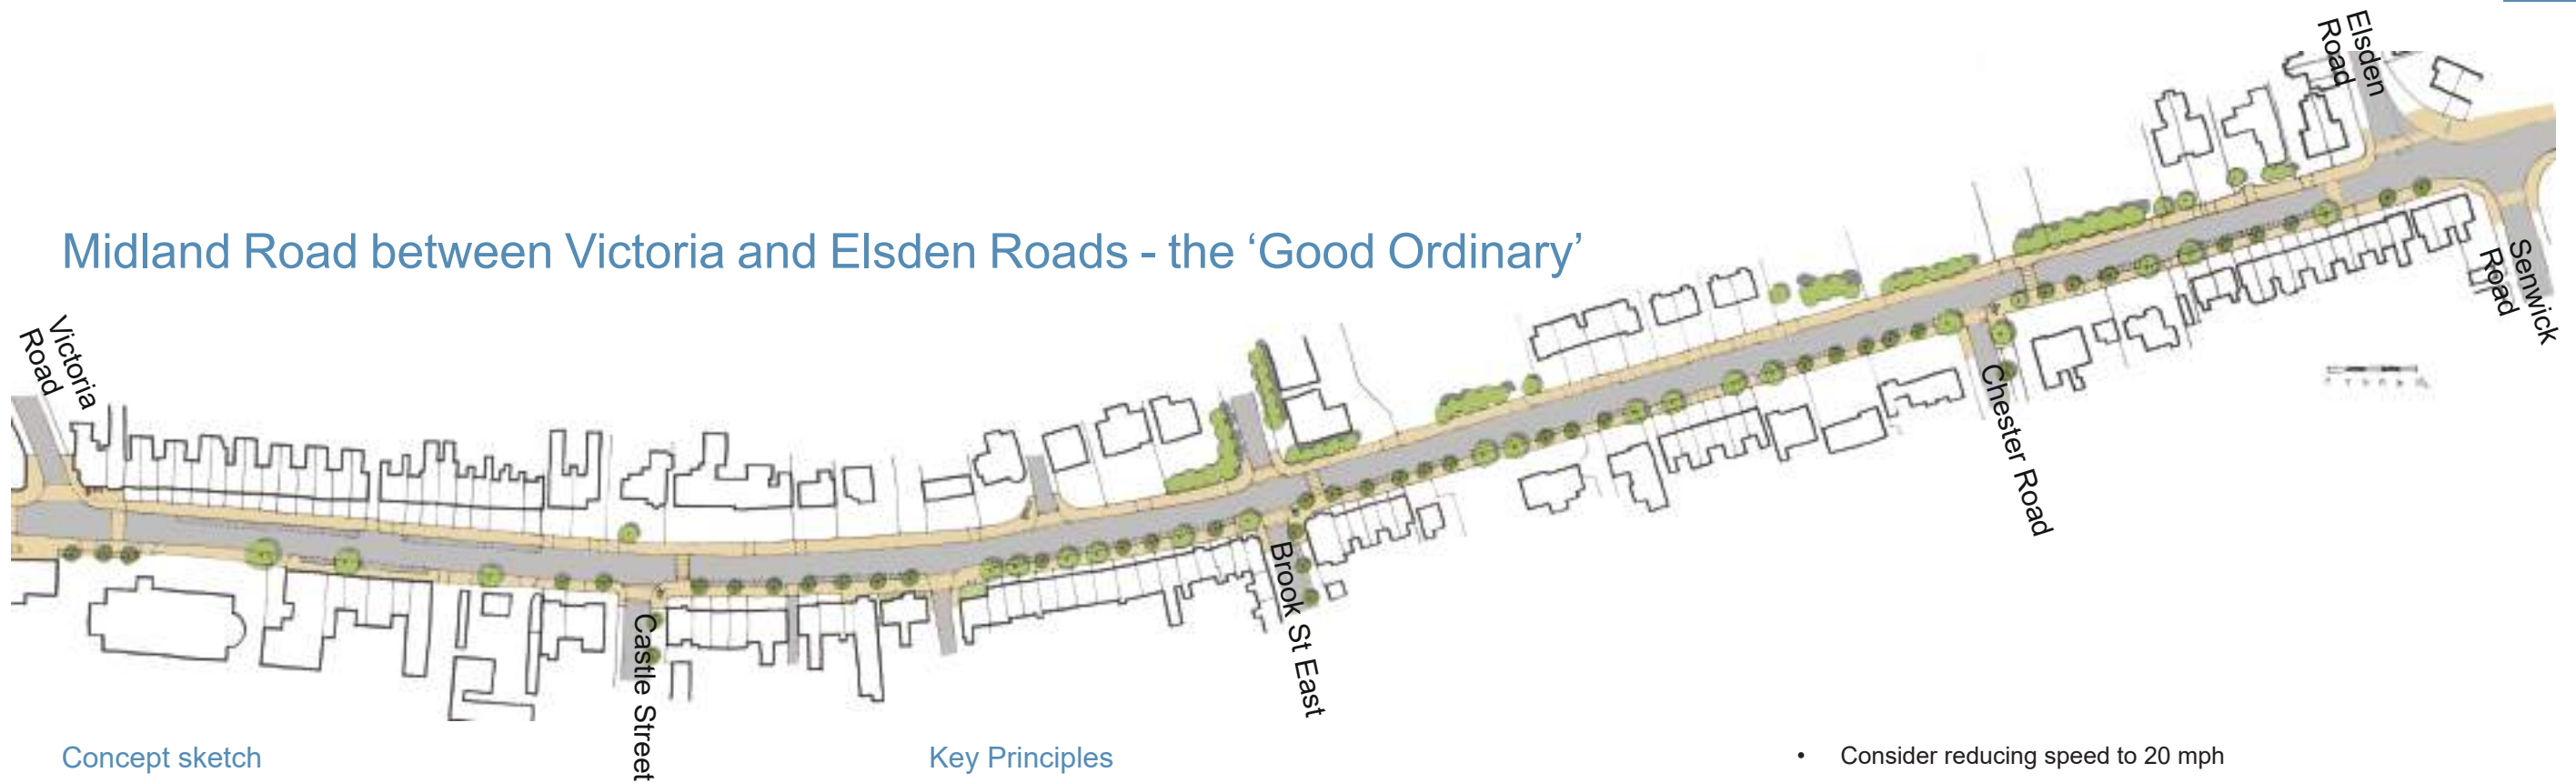 Elsden
Road
Midland Road between Victoria and Elsden Roads - the ‘Good Ordinary’
Senwick
Road
Victoria
Road
Chester Road
Brook St East
Castle Street
Concept sketch
Key Principles
• Consider reducing speed to 20 mph